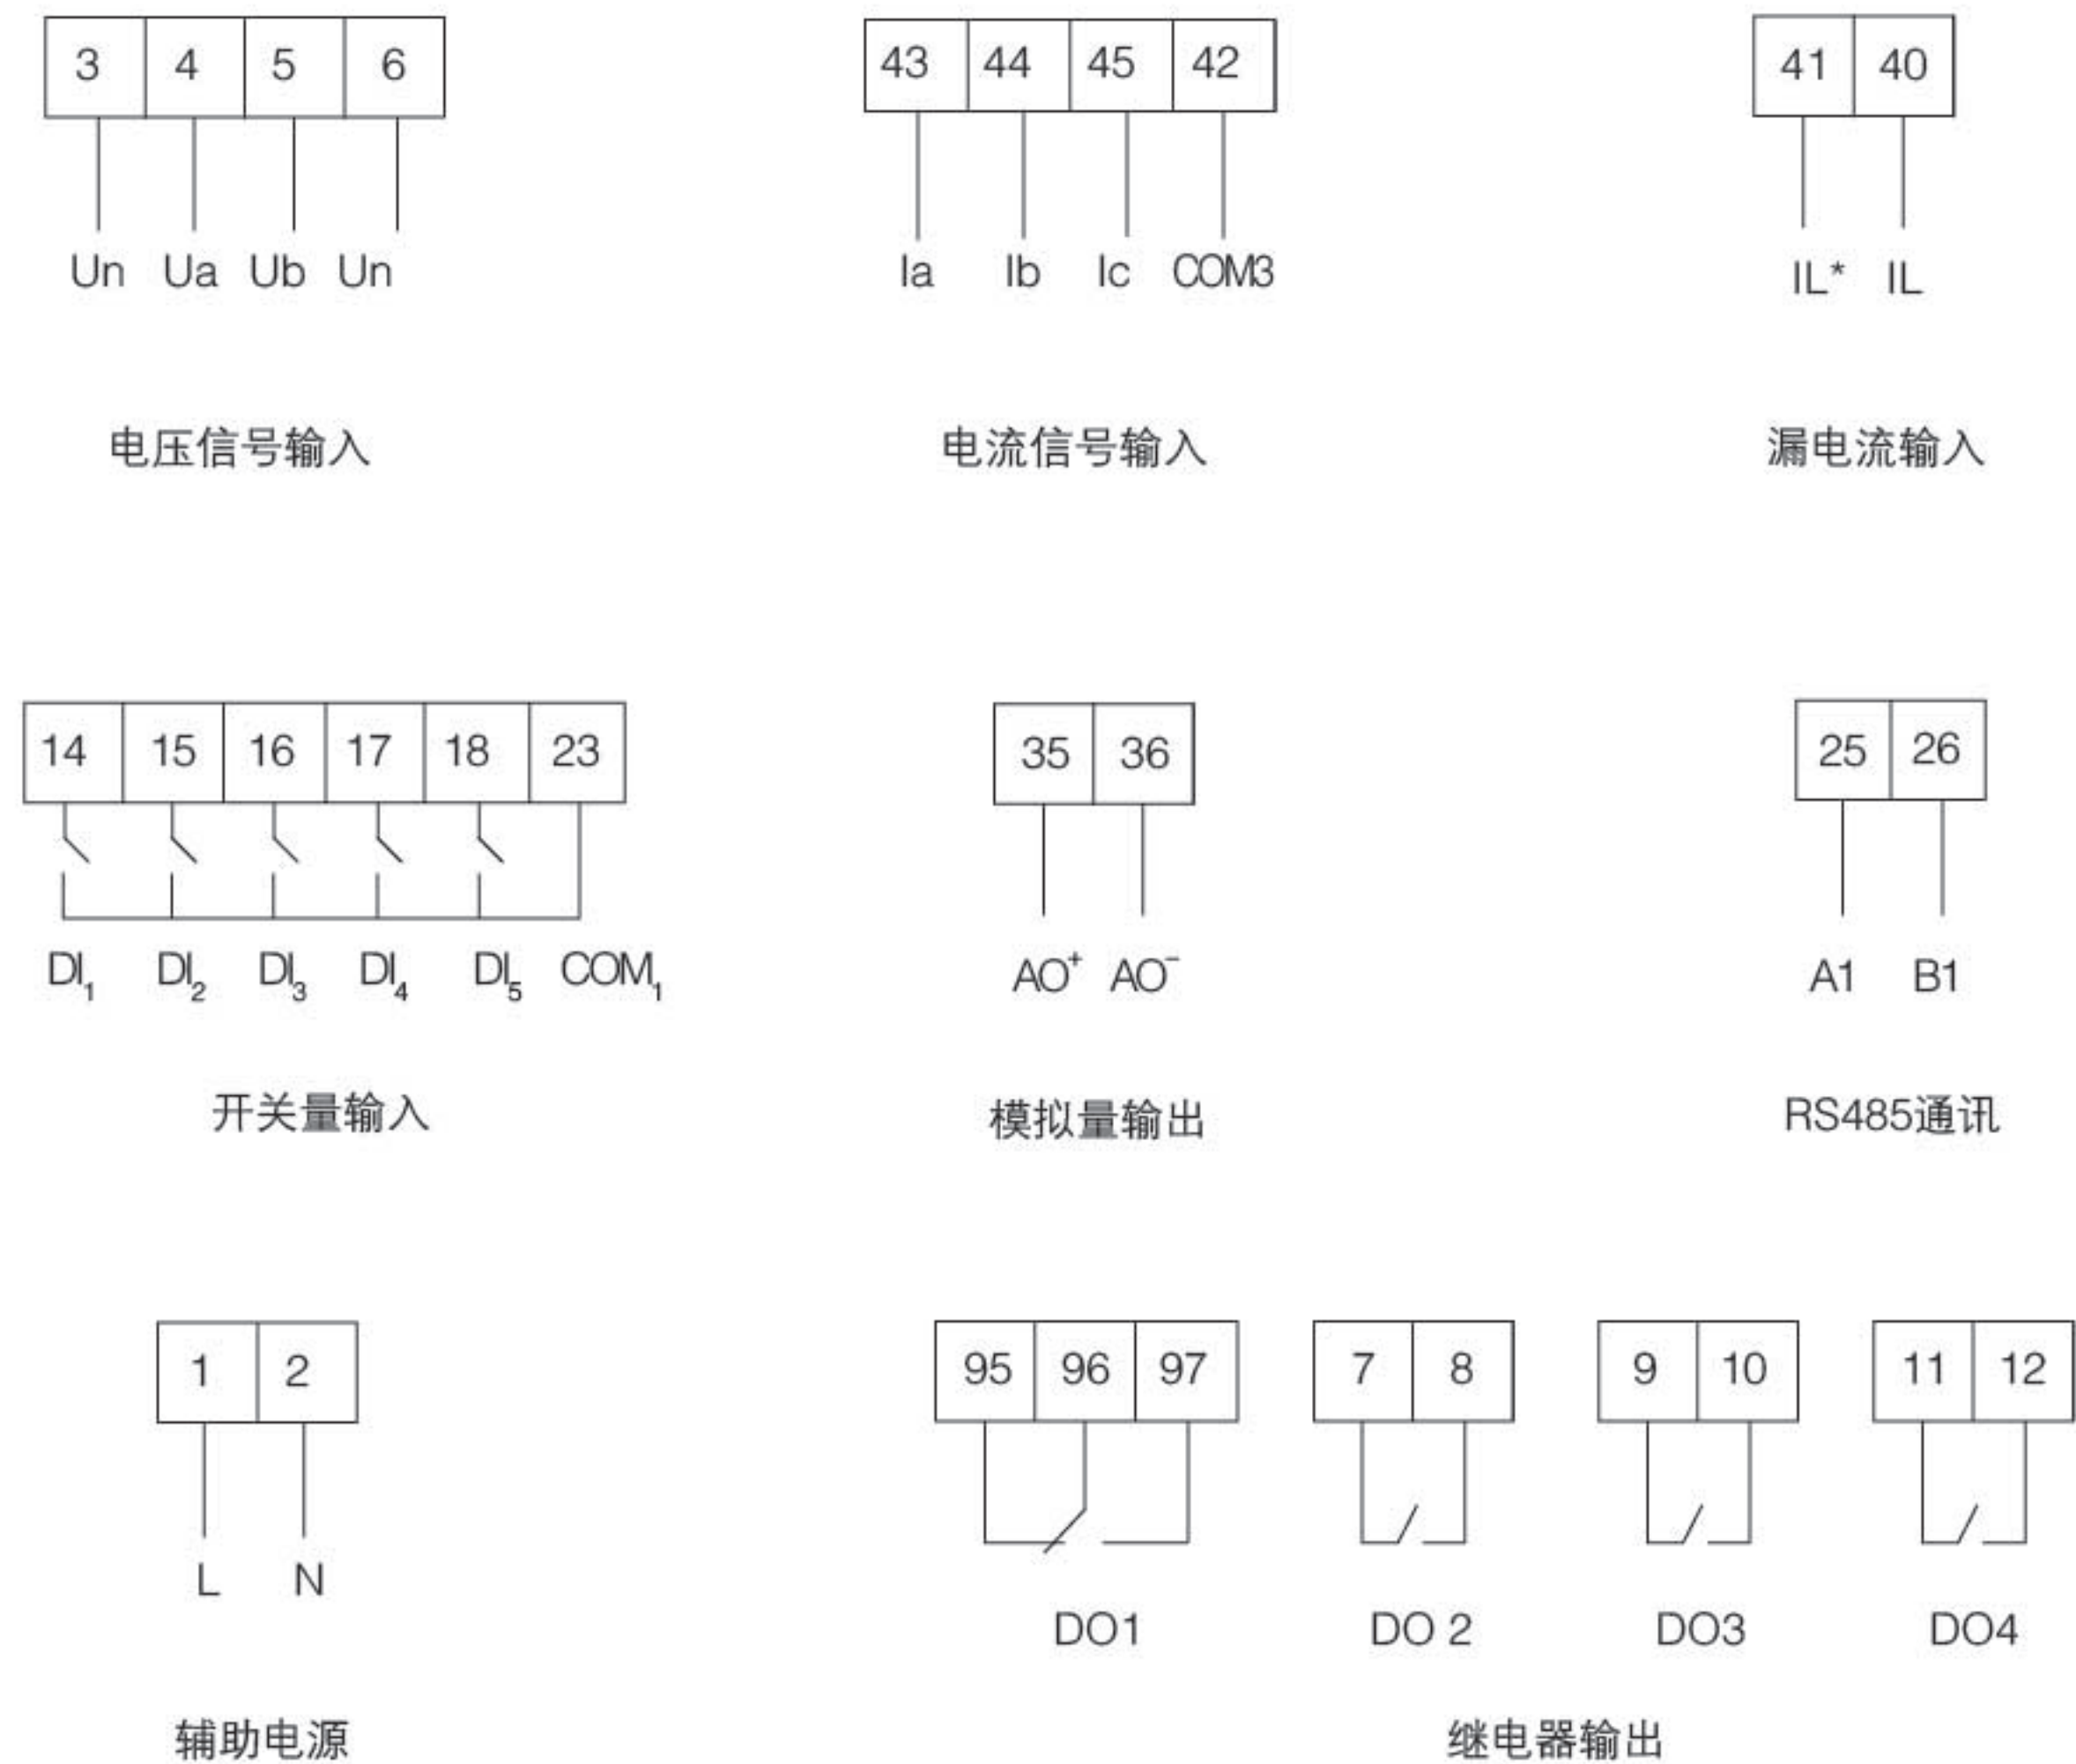 3 4 5 6
Un Ua Ub Un
电压信号输入
43 44 45 42
Ia Ib Ic COM3
电流信号输入
41 40
IL* IL
漏电流输入
14 15 16 17 18 23
DI₁ DI₂ DI₃ DI₄ DI₅ COM₁
开关量输入
35 36
AO⁺ AO⁻
模拟量输出
25 26
A1 B1
RS485通讯
1 2
L N
辅助电源
95 96 97
DO1
7 8
DO 2
9 10
DO3
11 12
DO4
继电器输出